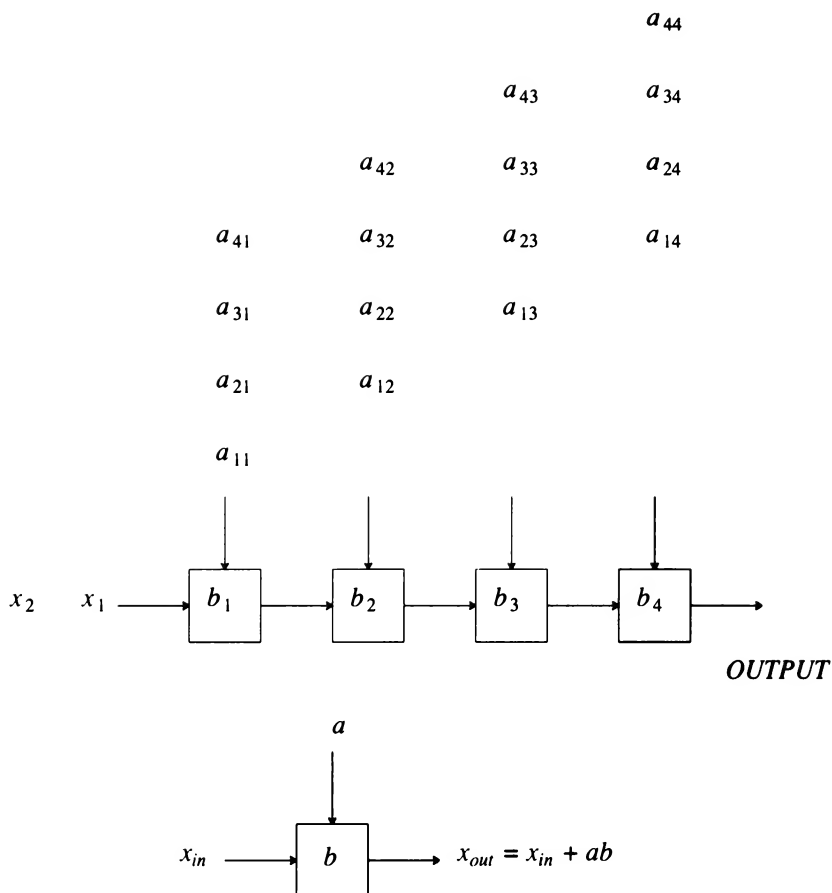 a₄₄
a₄₃ a₃₄
a₄₂ a₃₃ a₂₄
a₄₁ a₃₂ a₂₃ a₁₄
a₃₁ a₂₂ a₁₃
a₂₁ a₁₂
a₁₁
x₂ x₁ b₁ b₂ b₃ b₄
OUTPUT
a
xᵢₙ b xₒᵤₜ = xᵢₙ + ab